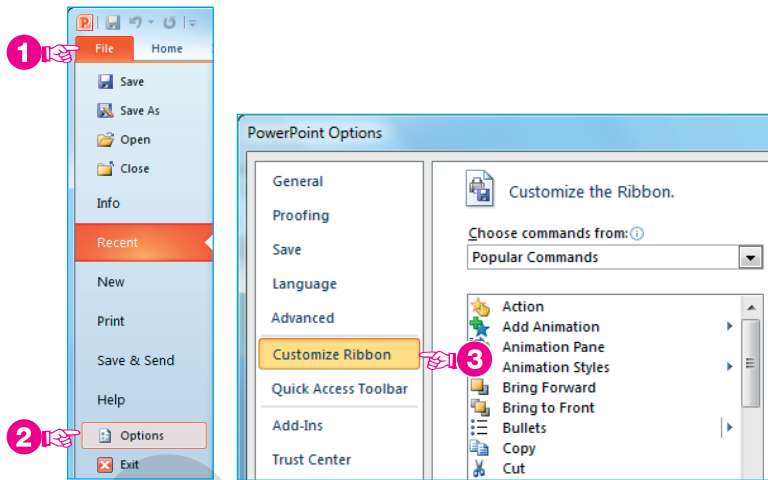 P
File Home
1
Save
Save As
Open
Close
Info
Recent
New
Print
Save & Send
Help
2
Options
Exit
PowerPoint Options
General
Proofing
Save
Language
Advanced
Customize Ribbon
3
Quick Access Toolbar
Add-Ins
Trust Center
Customize the Ribbon.
Choose commands from:
Popular Commands
Action
Add Animation
Animation Pane
Animation Styles
Bring Forward
Bring to Front
Bullets
Copy
Cut